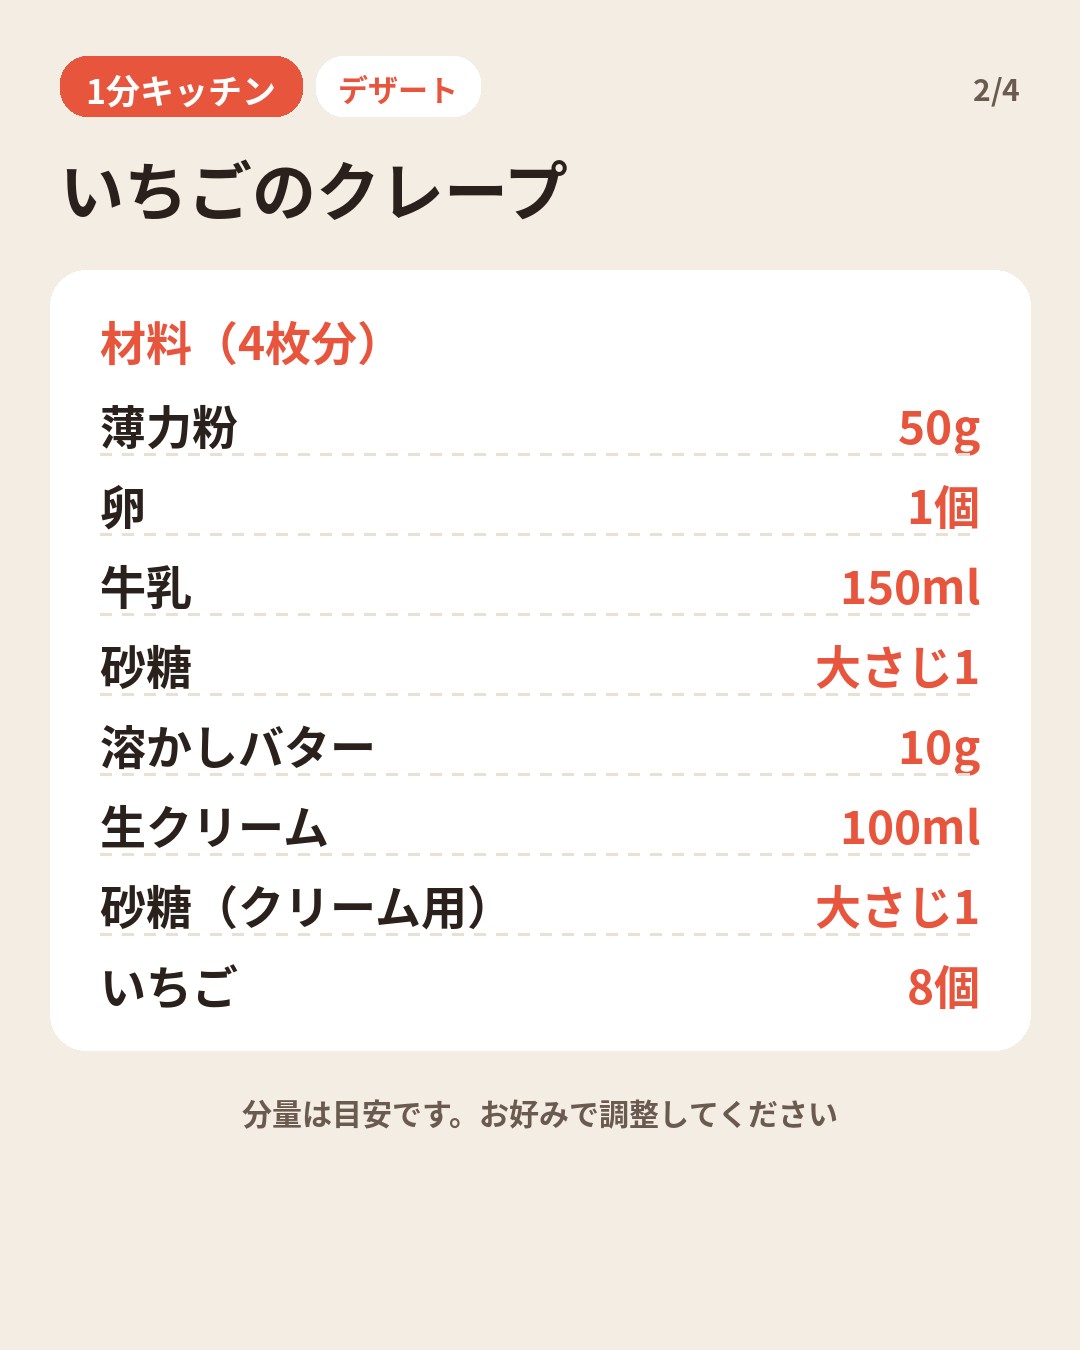 1分キッチン デザート 2/4
いちごのクレープ
材料（4枚分）
薄力粉 50g
卵 1個
牛乳 150ml
砂糖 大さじ1
溶かしバター 10g
生クリーム 100ml
砂糖（クリーム用） 大さじ1
いちご 8個
分量は目安です。お好みで調整してください